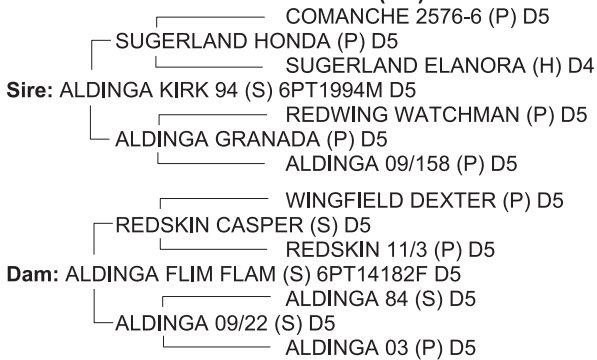 COMANCHE 2576-6 (P) D5
SUGERLAND HONDA (P) D5
SUGERLAND ELANORA (H) D4
Sire: ALDINGA KIRK 94 (S) 6PT1994M D5
REDWING WATCHMAN (P) D5
ALDINGA GRANADA (P) D5
ALDINGA 09/158 (P) D5
WINGFIELD DEXTER (P) D5
REDSKIN CASPER (S) D5
REDSKIN 11/3 (P) D5
Dam: ALDINGA FLIM FLAM (S) 6PT14182F D5
ALDINGA 84 (S) D5
ALDINGA 09/22 (S) D5
ALDINGA 03 (P) D5